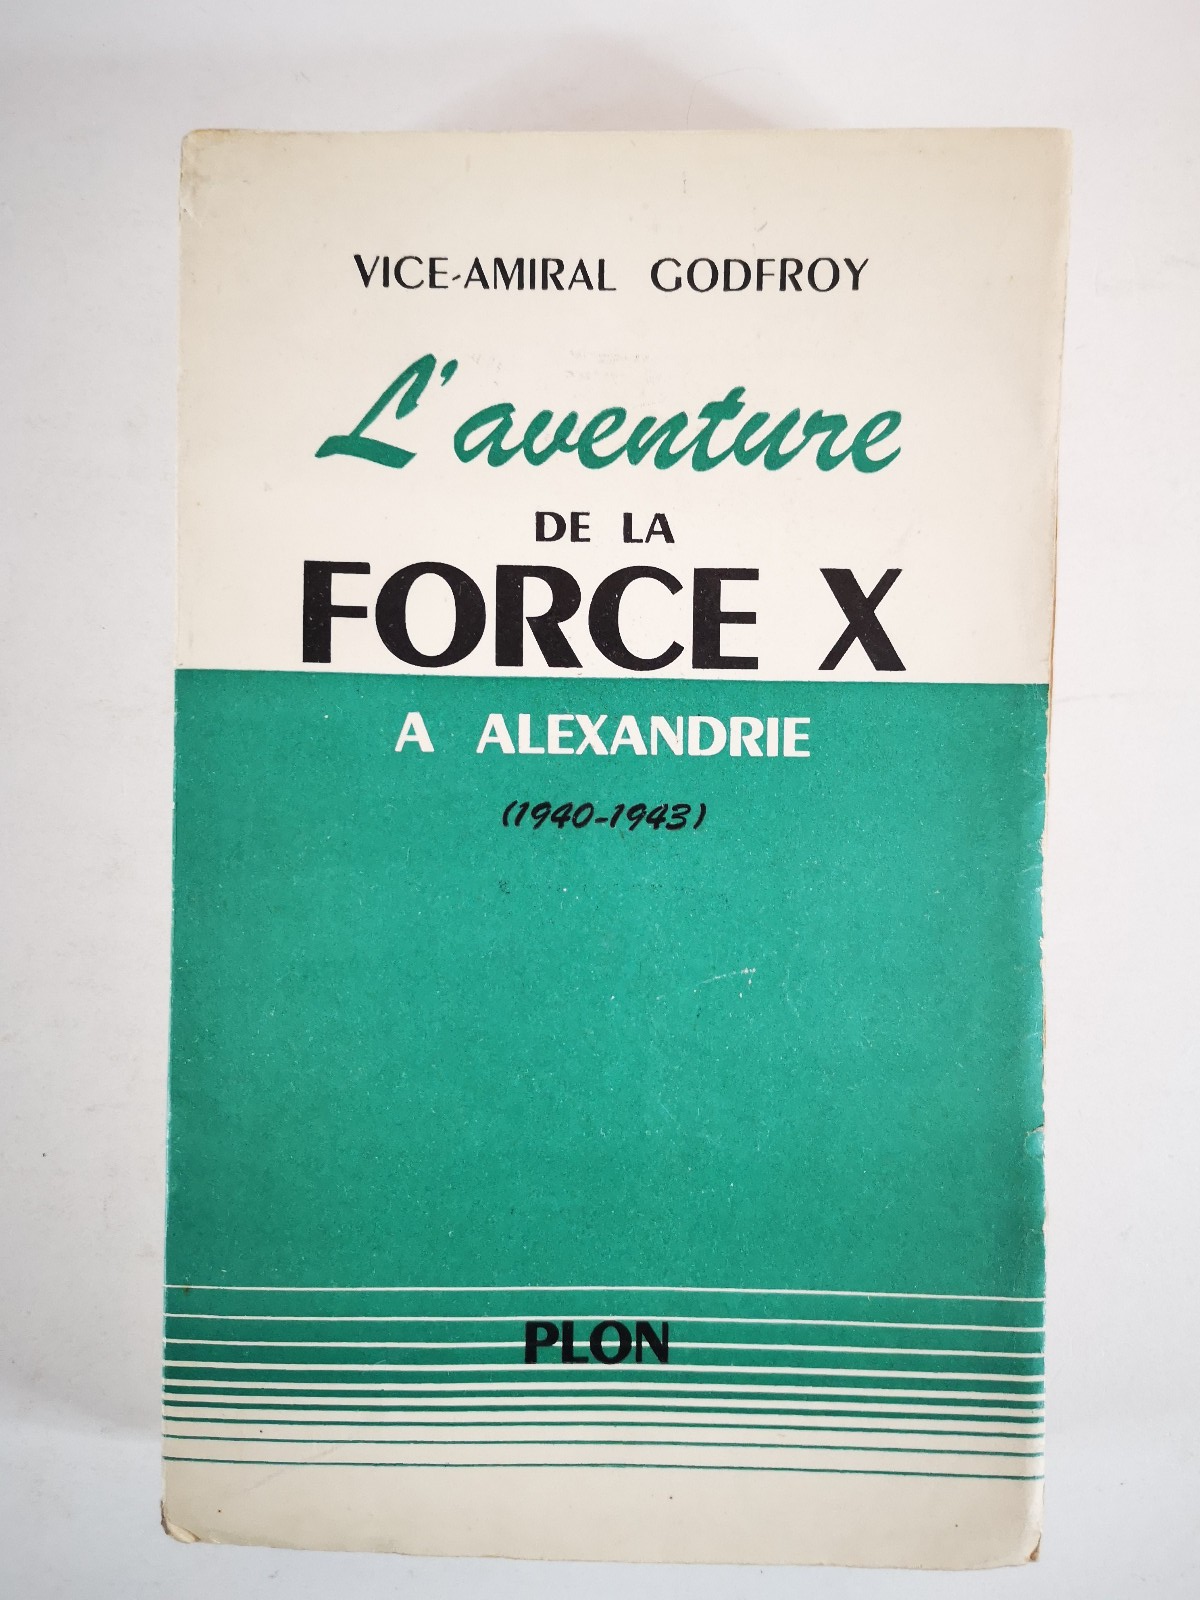 VICE-AMIRAL GODFROY
L'aventure
DE LA
FORCE X
A ALEXANDRIE
(1940-1943)
PLON